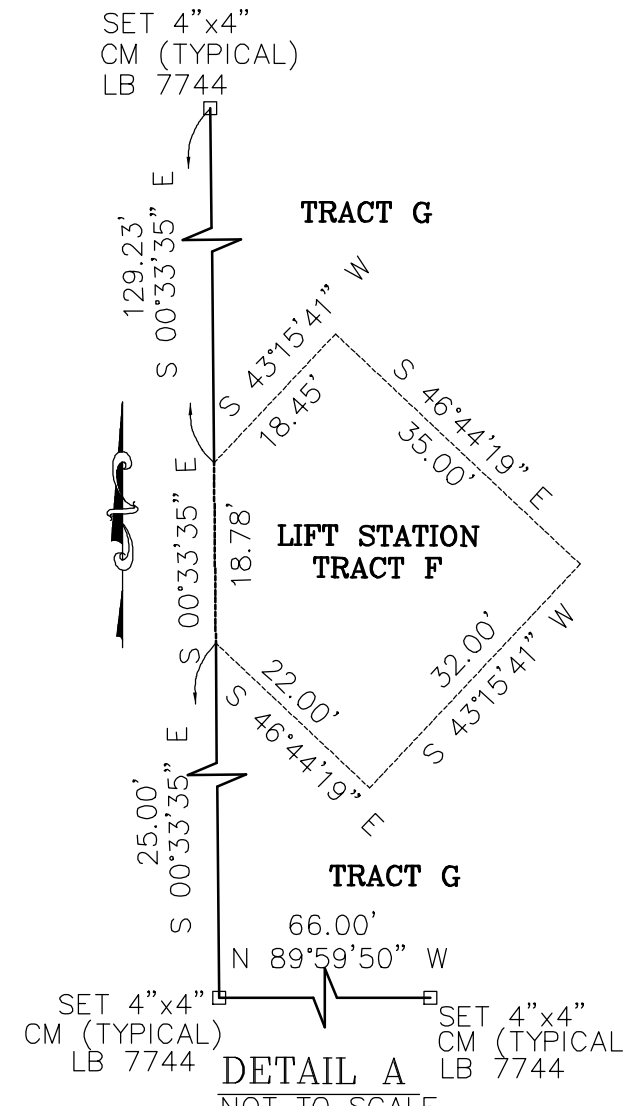 SET 4”x4”
CM (TYPICAL)
LB 7744
TRACT G
129.23'
S 00°33'35” E
S 43°15'41” W
18.45'
S 46°44'19” E
35.00'
S 00°33'35” E
18.78'
LIFT STATION
TRACT F
32.00'
S 43°15'41” W
22.00'
S 46°44'19” E
25.00'
S 00°33'35” E
TRACT G
66.00'
N 89°59'50” W
SET 4”x4”
CM (TYPICAL)
LB 7744
SET 4”x4”
CM (TYPICAL
LB 7744
DETAIL A
NOT TO SCALE